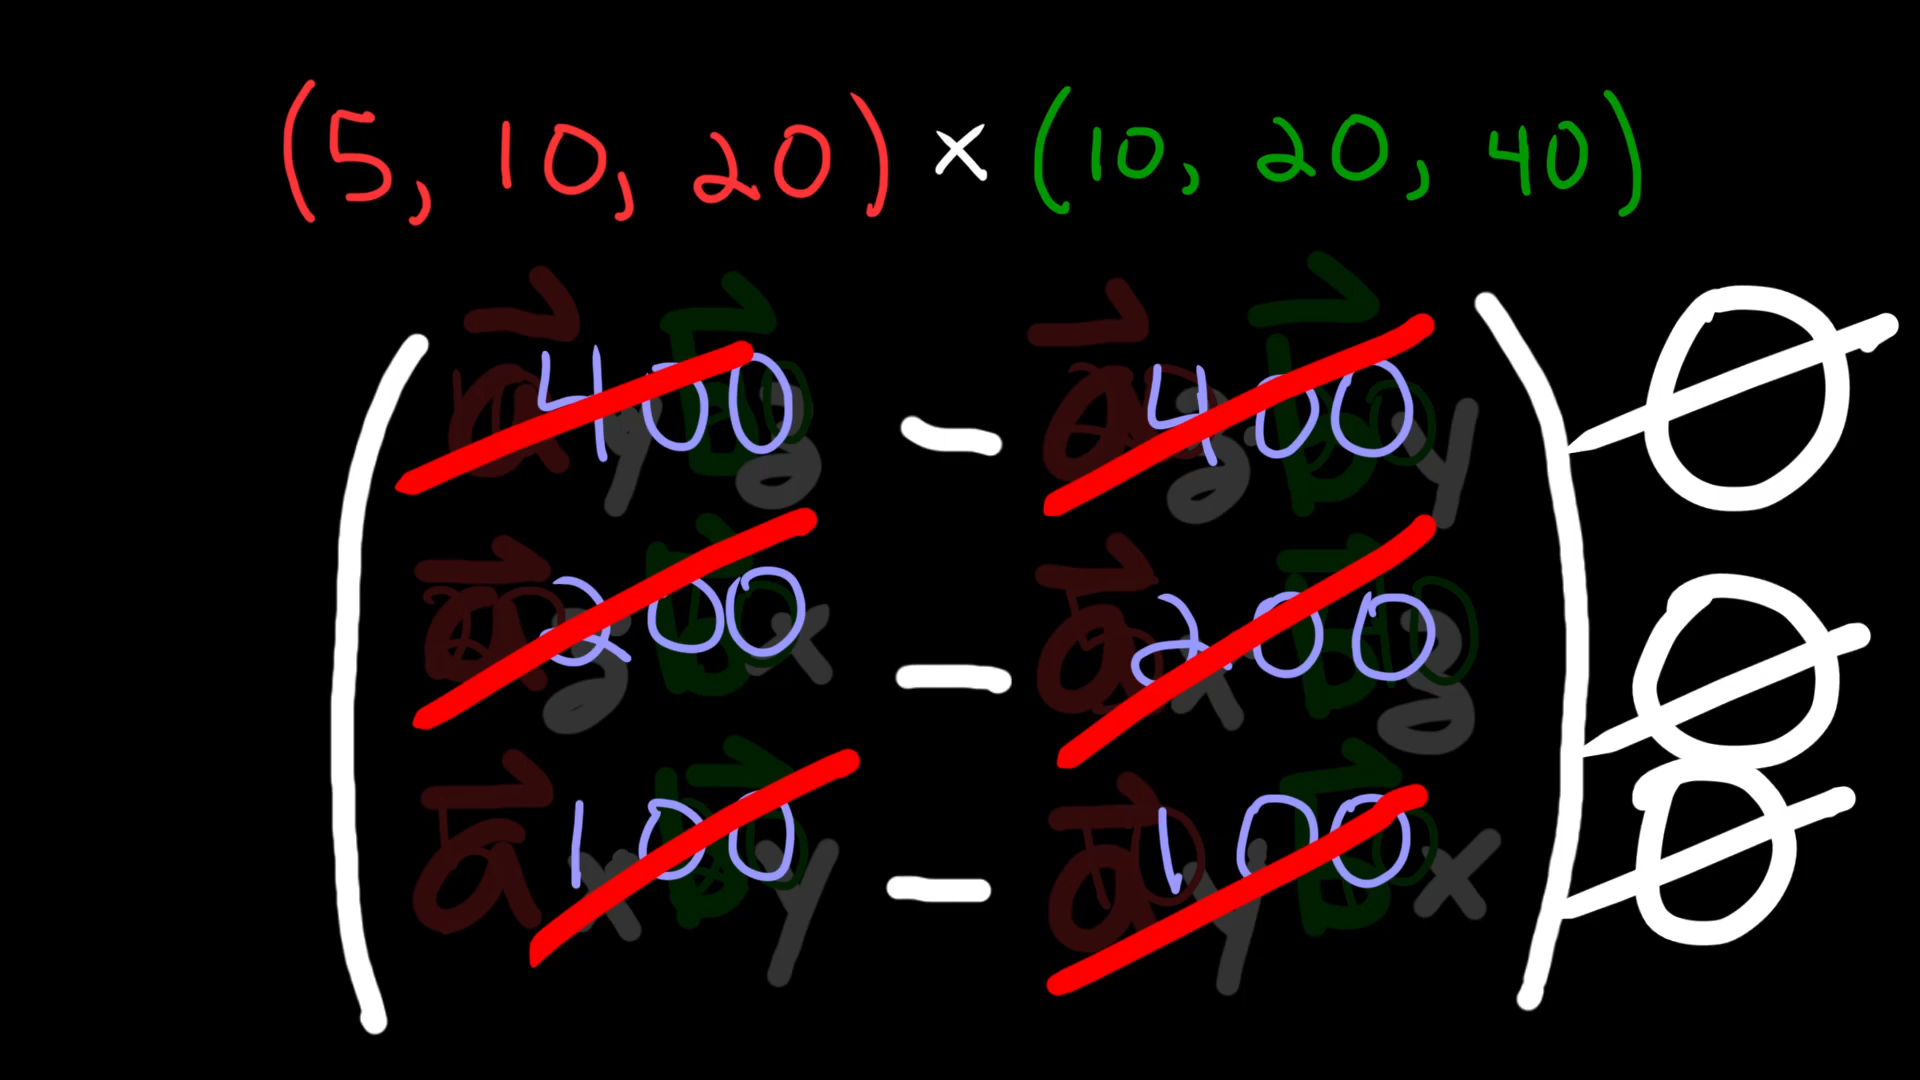 (5, 10, 20) × (10, 20, 40)
(400 − 400) 0
200 − 200 0
100 − 100 0